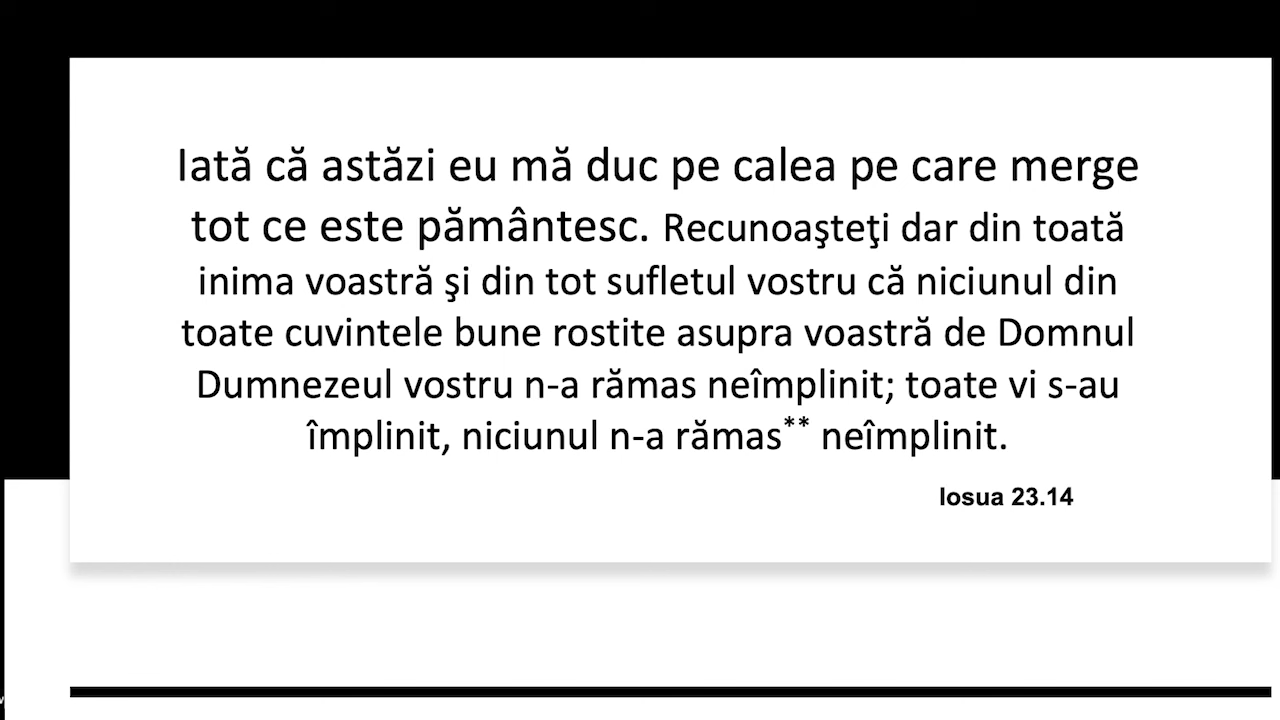 Iată că astăzi eu mă duc pe calea pe care merge
tot ce este pământesc. Recunoaşteţi dar din toată
inima voastră şi din tot sufletul vostru că niciunul din
toate cuvintele bune rostite asupra voastră de Domnul
Dumnezeul vostru n-a rămas neîmplinit; toate vi s-au
împlinit, niciunul n-a rămas** neîmplinit.
Iosua 23.14